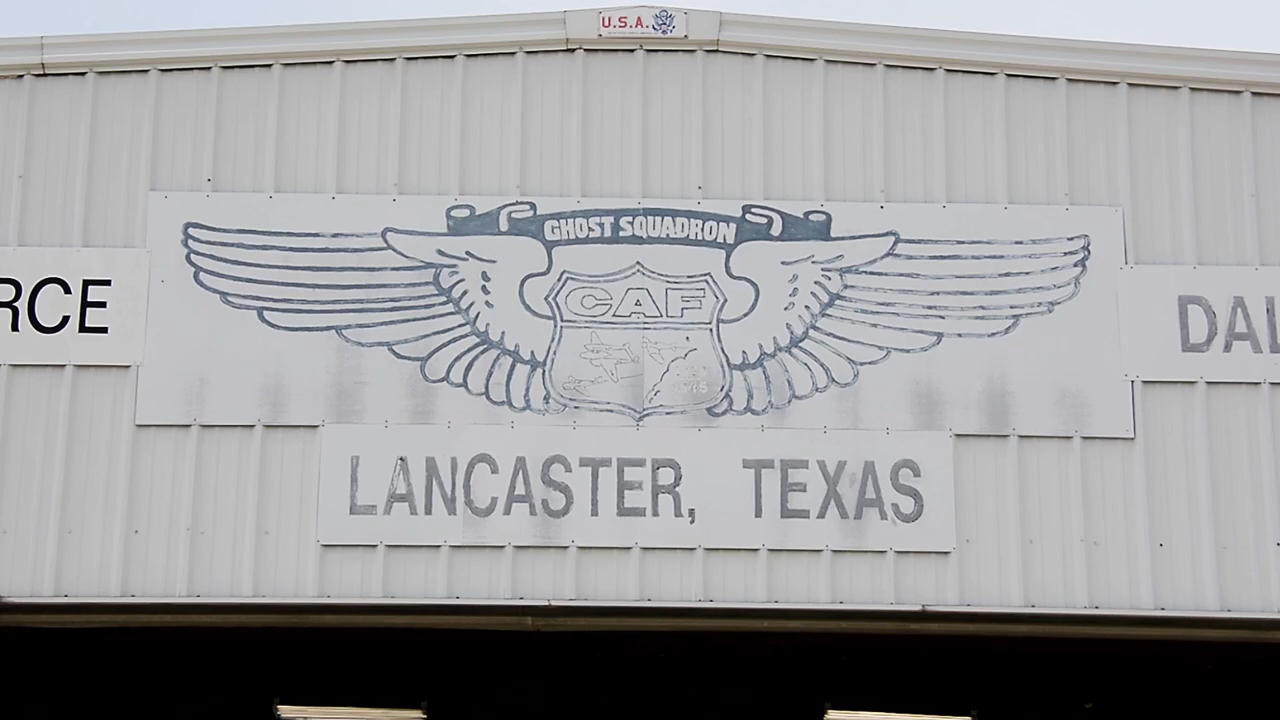 U.S.A.
GHOST SQUADRON
CAF
RCE
DAL
LANCASTER, TEXAS